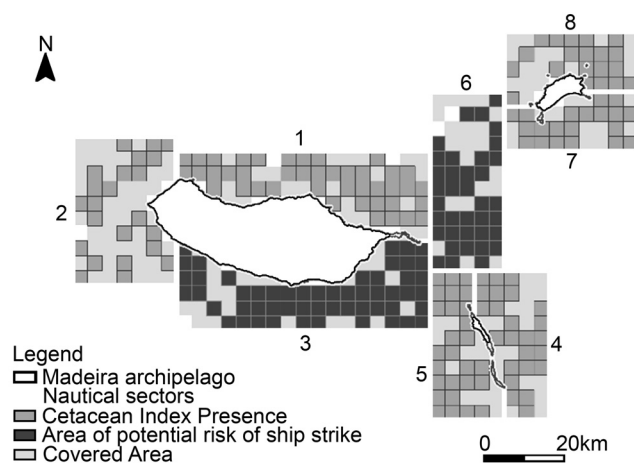 N
8
6
1
7
2
3
5
4
Legend
Madeira archipelago
Nautical sectors
Cetacean Index Presence
Area of potential risk of ship strike
Covered Area
0 20km